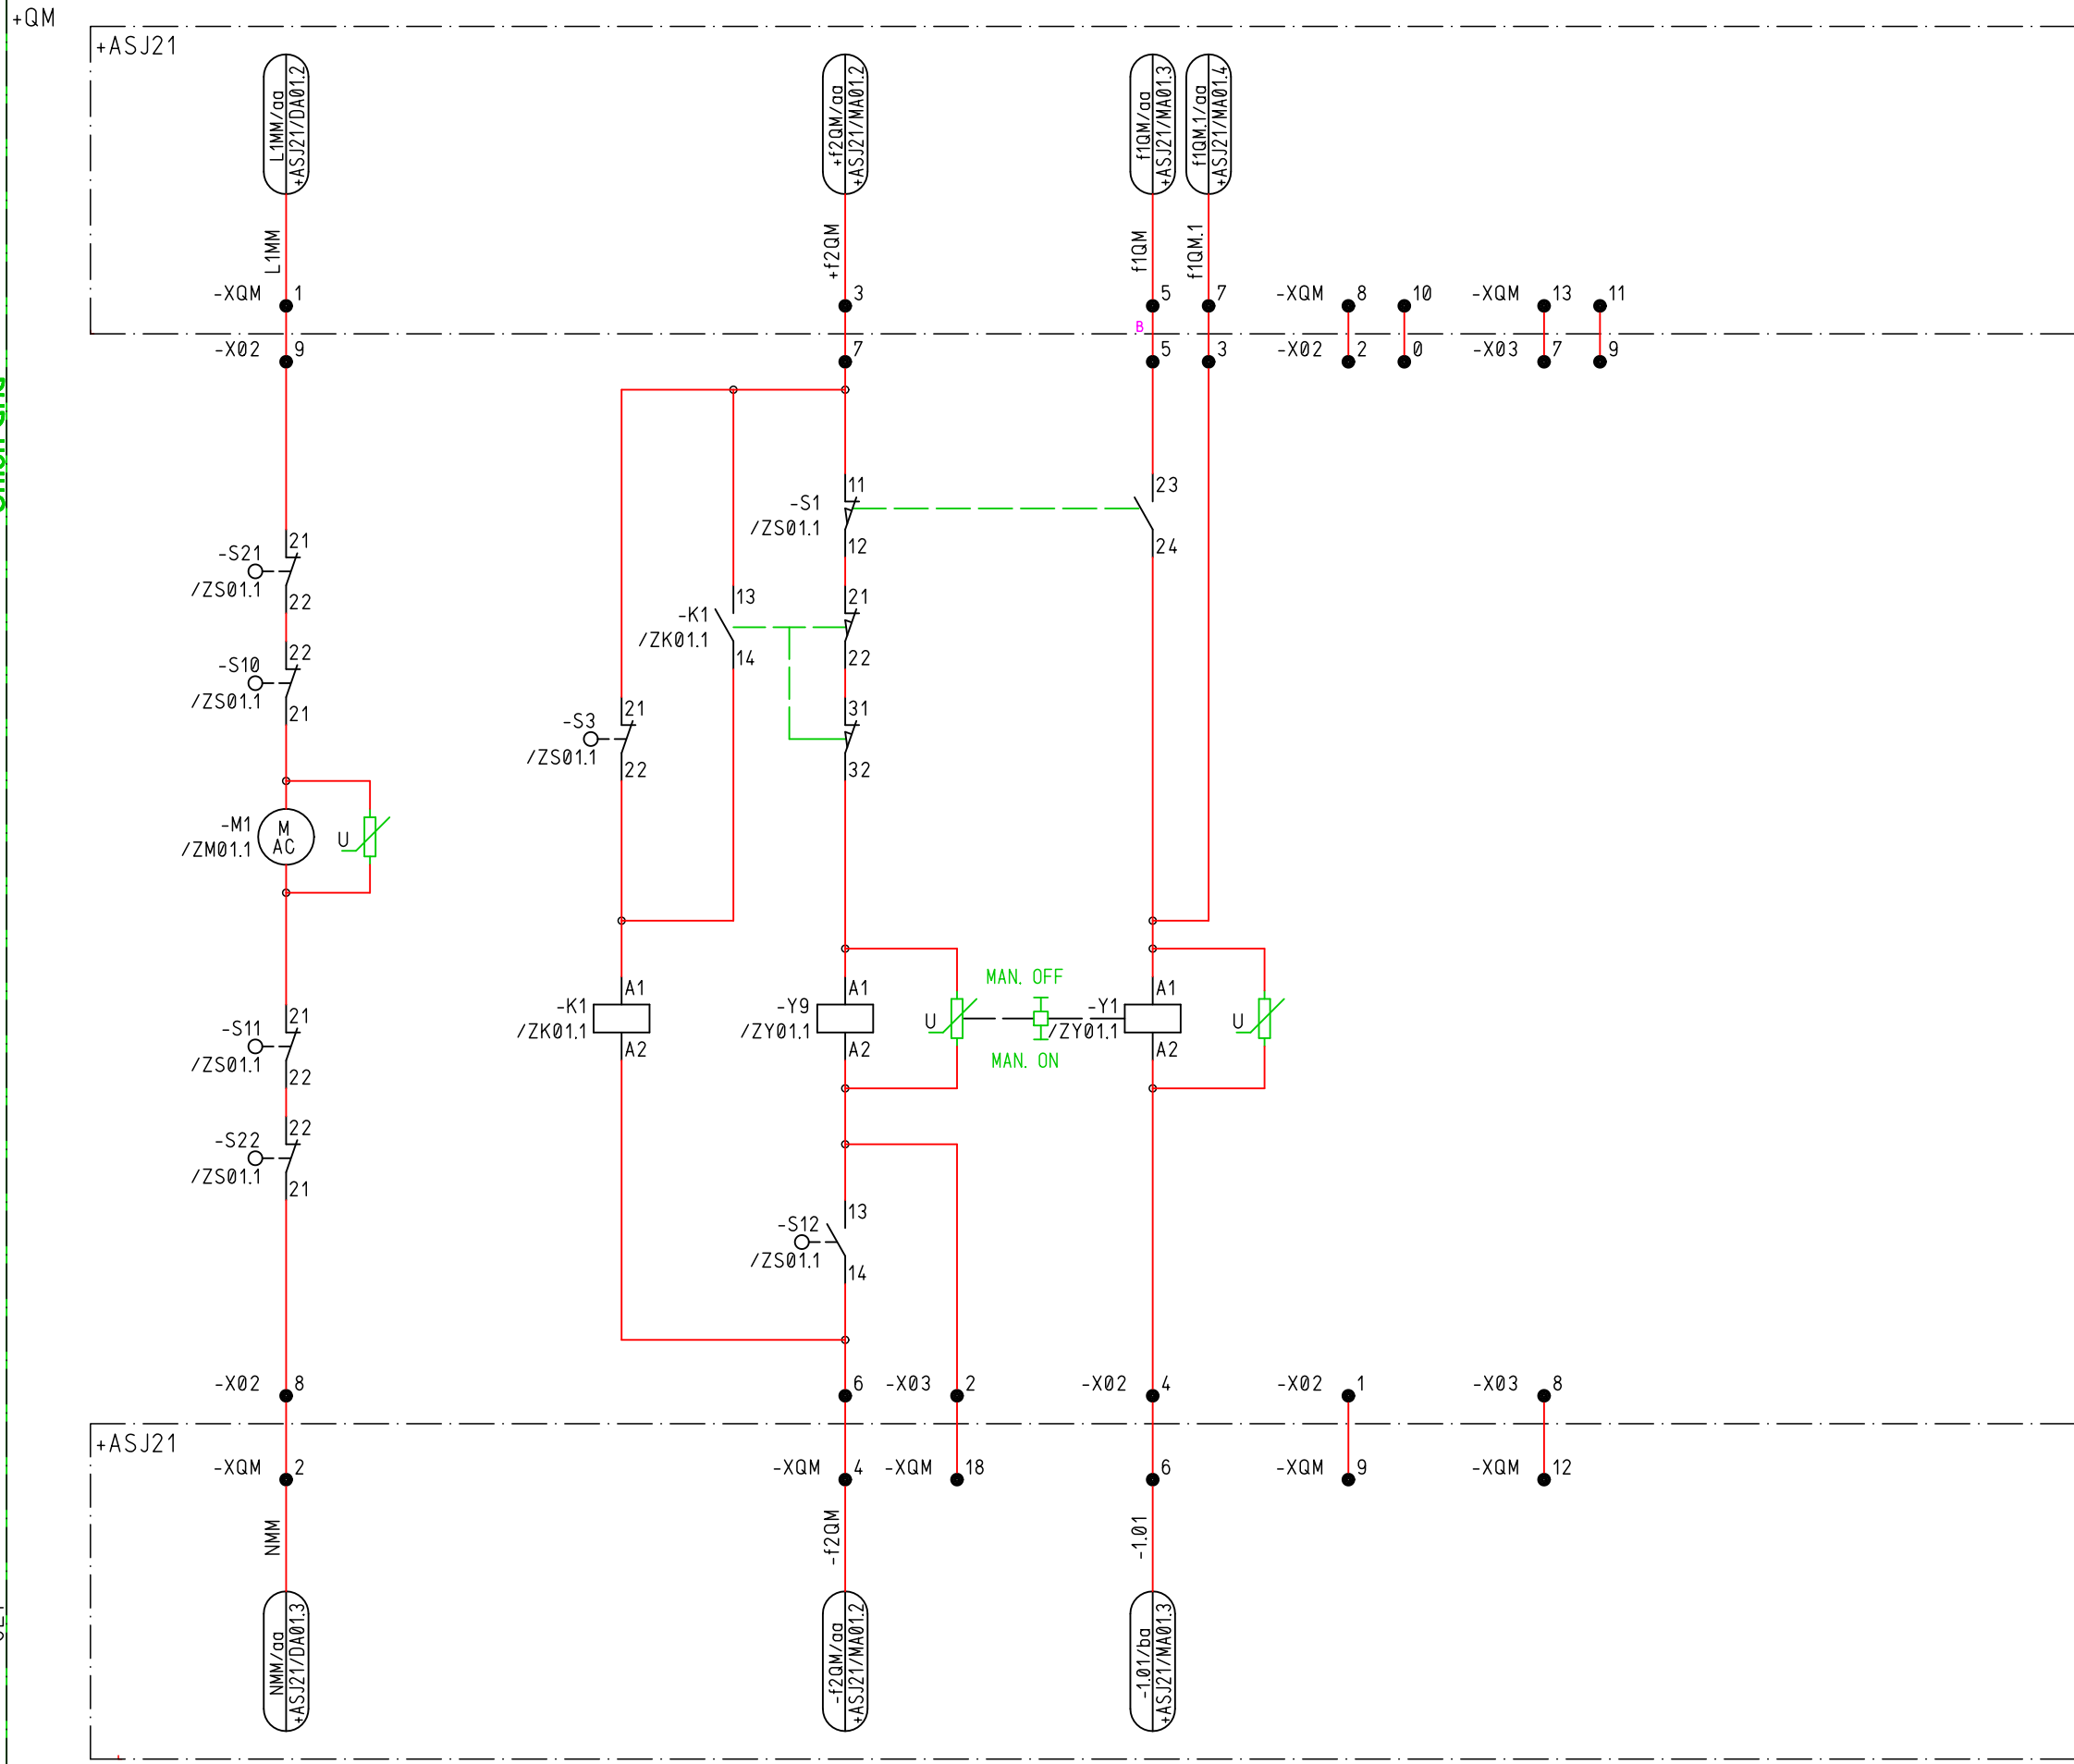 +QM
+ASJ21
L1MM/aa
+ASJ21/DA01.2
+f2QM/aa
+ASJ21/MA01.2
f1QM/aa
+ASJ21/MA01.3
f1QM.1/aa
+ASJ21/MA01.4
L1MM
+f2QM
f1QM
f1QM.1
-XQM 1
3
5
7
-XQM 8
10
-XQM 13
11
B
-X02 9
7
5
3
-X02 2
0
-X03 7
9
11
-S1
/ZS01.1
12
23
24
21
-S21
/ZS01.1
22
13
-K1
/ZK01.1
14
21
22
22
-S10
/ZS01.1
21
21
-S3
/ZS01.1
22
31
32
-M1
/ZM01.1
M
AC
U
A1
-K1
/ZK01.1
A2
A1
-Y9
/ZY01.1
A2
U
MAN. OFF
MAN. ON
A1
-Y1
/ZY01.1
A2
U
21
-S11
/ZS01.1
22
22
-S22
/ZS01.1
21
13
-S12
/ZS01.1
14
-X02 8
6
-X03 2
-X02 4
-X02 1
-X03 8
+ASJ21
-XQM 2
-XQM 4
-XQM 18
6
-XQM 9
-XQM 12
NMM
-f2QM
-1.01
NMM/aa
+ASJ21/DA01.3
-f2QM/aa
+ASJ21/MA01.2
-1.01/ba
+ASJ21/MA01.3